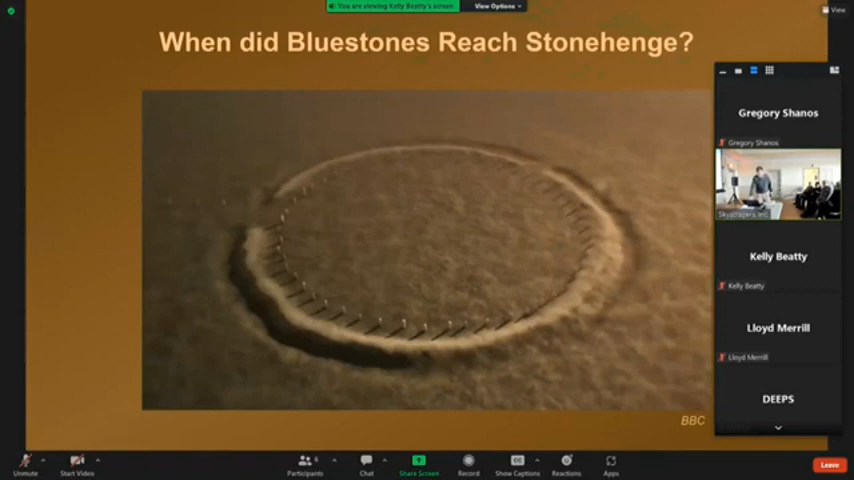 You are viewing Kelly Beatty's screen
View Options
View
When did Bluestones Reach Stonehenge?
Gregory Shanos
Gregory Shanos
Skyscrapers, Inc.
Kelly Beatty
Kelly Beatty
Lloyd Merrill
Lloyd Merrill
DEEPS
BBC
Unmute
Start Video
Participants
6
Chat
Share Screen
Record
Show Captions
Reactions
Apps
Leave